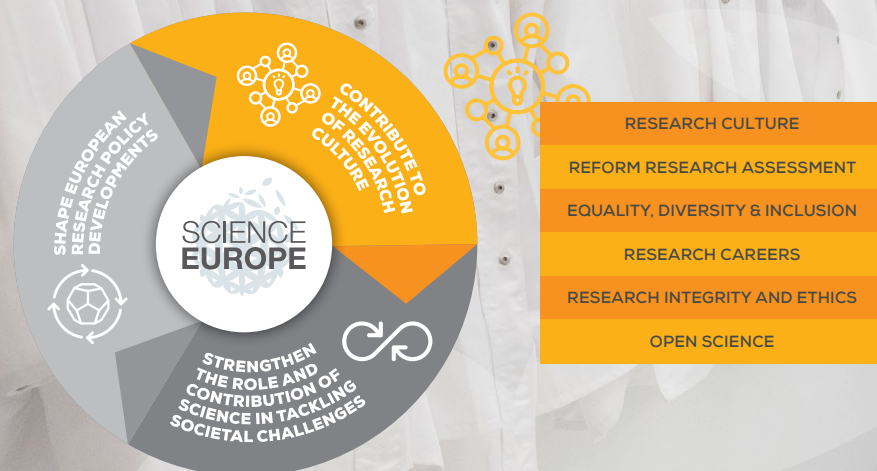 SHAPE EUROPEAN
RESEARCH POLICY
DEVELOPMENTS
CONTRIBUTE TO
THE EVOLUTION
OF RESEARCH
CULTURE
SCIENCE
EUROPE
STRENGTHEN
THE ROLE AND
CONTRIBUTION OF
SCIENCE IN TACKLING
SOCIETAL CHALLENGES
RESEARCH CULTURE
REFORM RESEARCH ASSESSMENT
EQUALITY, DIVERSITY & INCLUSION
RESEARCH CAREERS
RESEARCH INTEGRITY AND ETHICS
OPEN SCIENCE